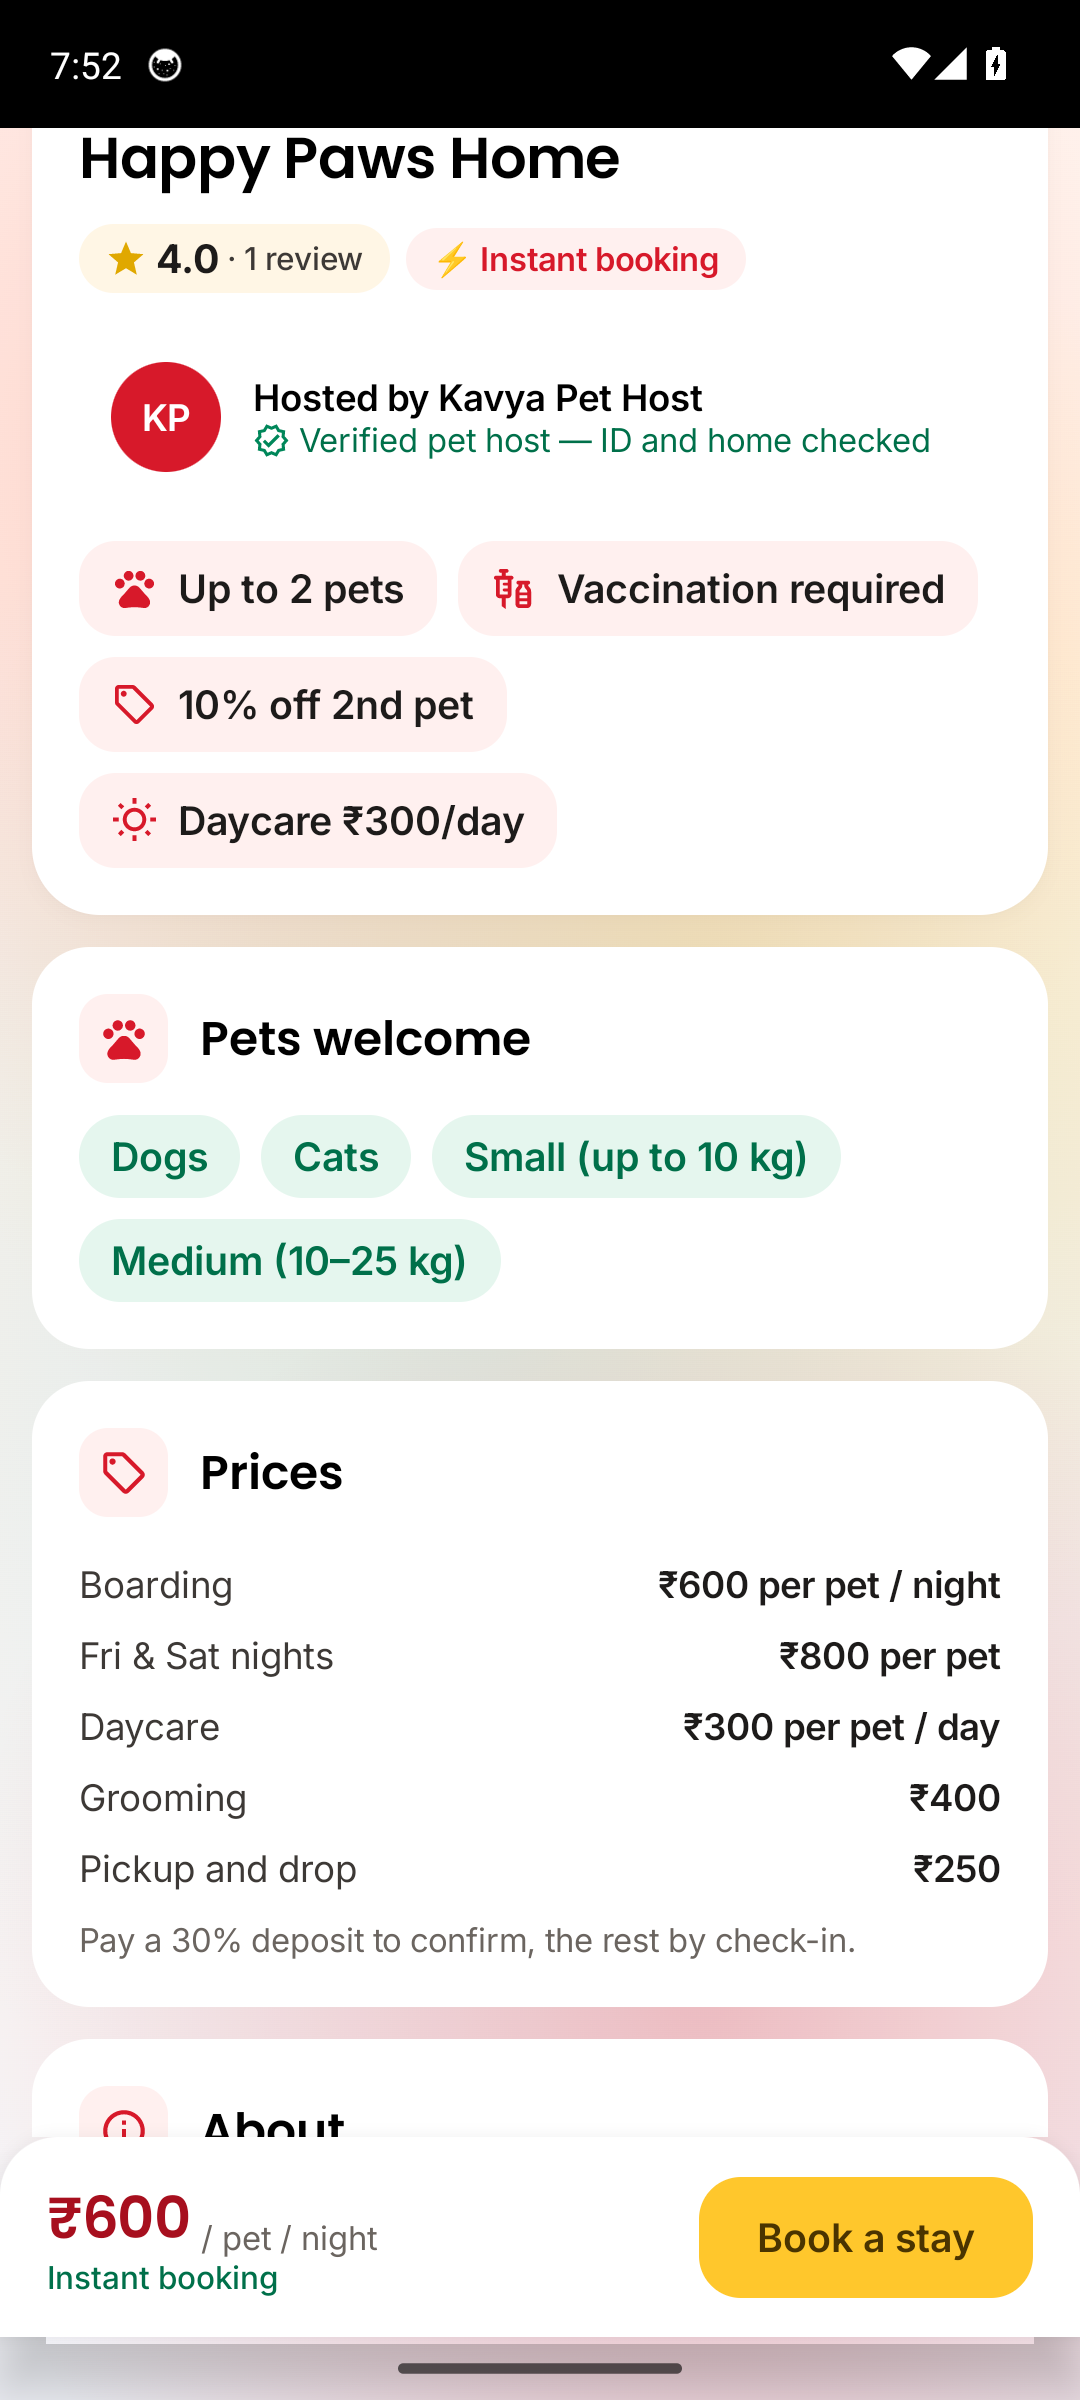 7:52
Happy Paws Home
4.0 · 1 review
⚡ Instant booking
KP
Hosted by Kavya Pet Host
Verified pet host — ID and home checked
Up to 2 pets
Vaccination required
10% off 2nd pet
Daycare ₹300/day
Pets welcome
Dogs
Cats
Small (up to 10 kg)
Medium (10–25 kg)
Prices
Boarding ₹600 per pet / night
Fri & Sat nights ₹800 per pet
Daycare ₹300 per pet / day
Grooming ₹400
Pickup and drop ₹250
Pay a 30% deposit to confirm, the rest by check-in.
About
₹600 / pet / night
Instant booking
Book a stay